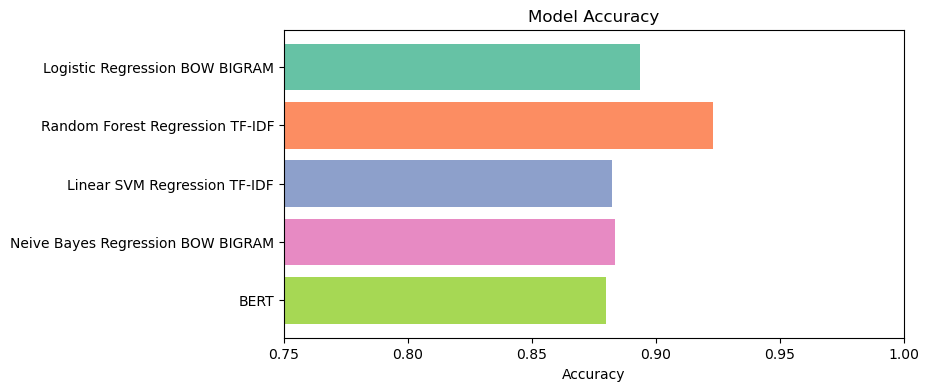 Model Accuracy
Logistic Regression BOW BIGRAM
Random Forest Regression TF-IDF
Linear SVM Regression TF-IDF
Neive Bayes Regression BOW BIGRAM
BERT
0.75 0.80 0.85 0.90 0.95 1.00
Accuracy